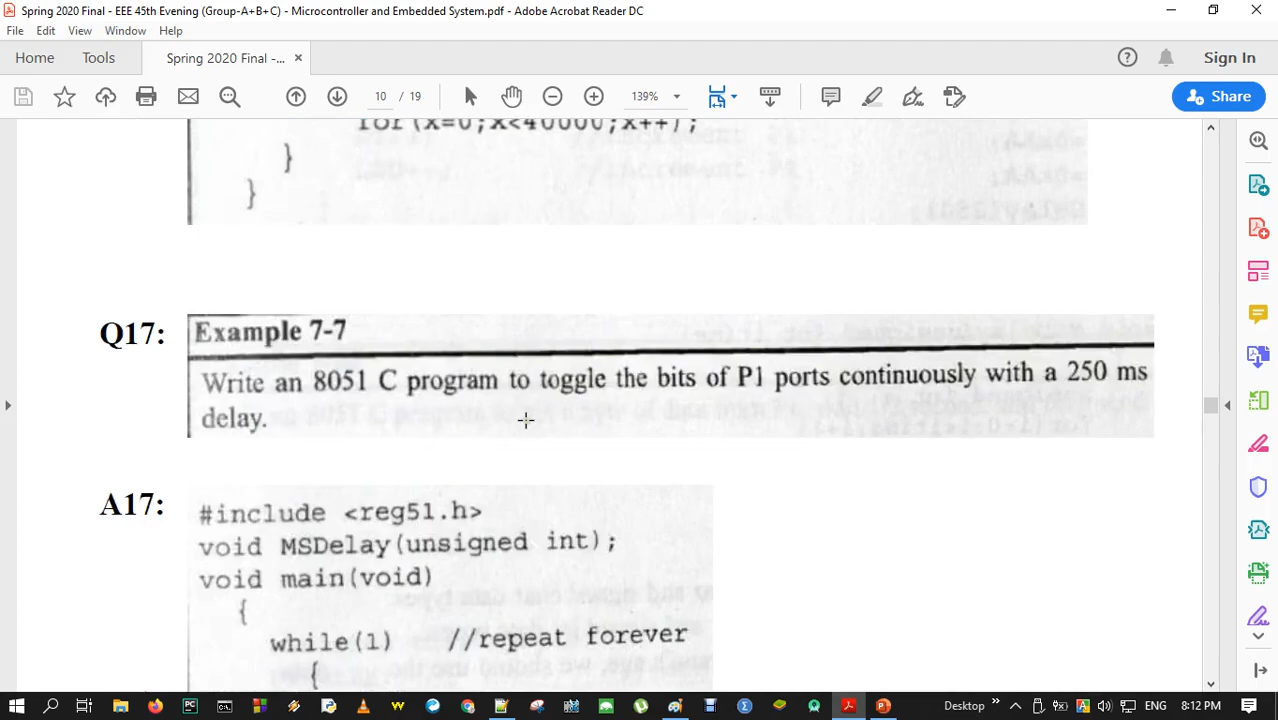 Spring 2020 Final - EEE 45th Evening (Group-A+B+C) - Microcontroller and Embedded System.pdf - Adobe Acrobat Reader DC
File Edit View Window Help
Home Tools Spring 2020 Final -... × Sign In
10 / 19 139% Share
for(x=0;x<40000;x++);
}
}
Q17: Example 7-7
Write an 8051 C program to toggle the bits of P1 ports continuously with a 250 ms
delay.
A17: #include <reg51.h>
void MSDelay(unsigned int);
void main(void)
{
while(1) //repeat forever
{
Desktop ENG 8:12 PM